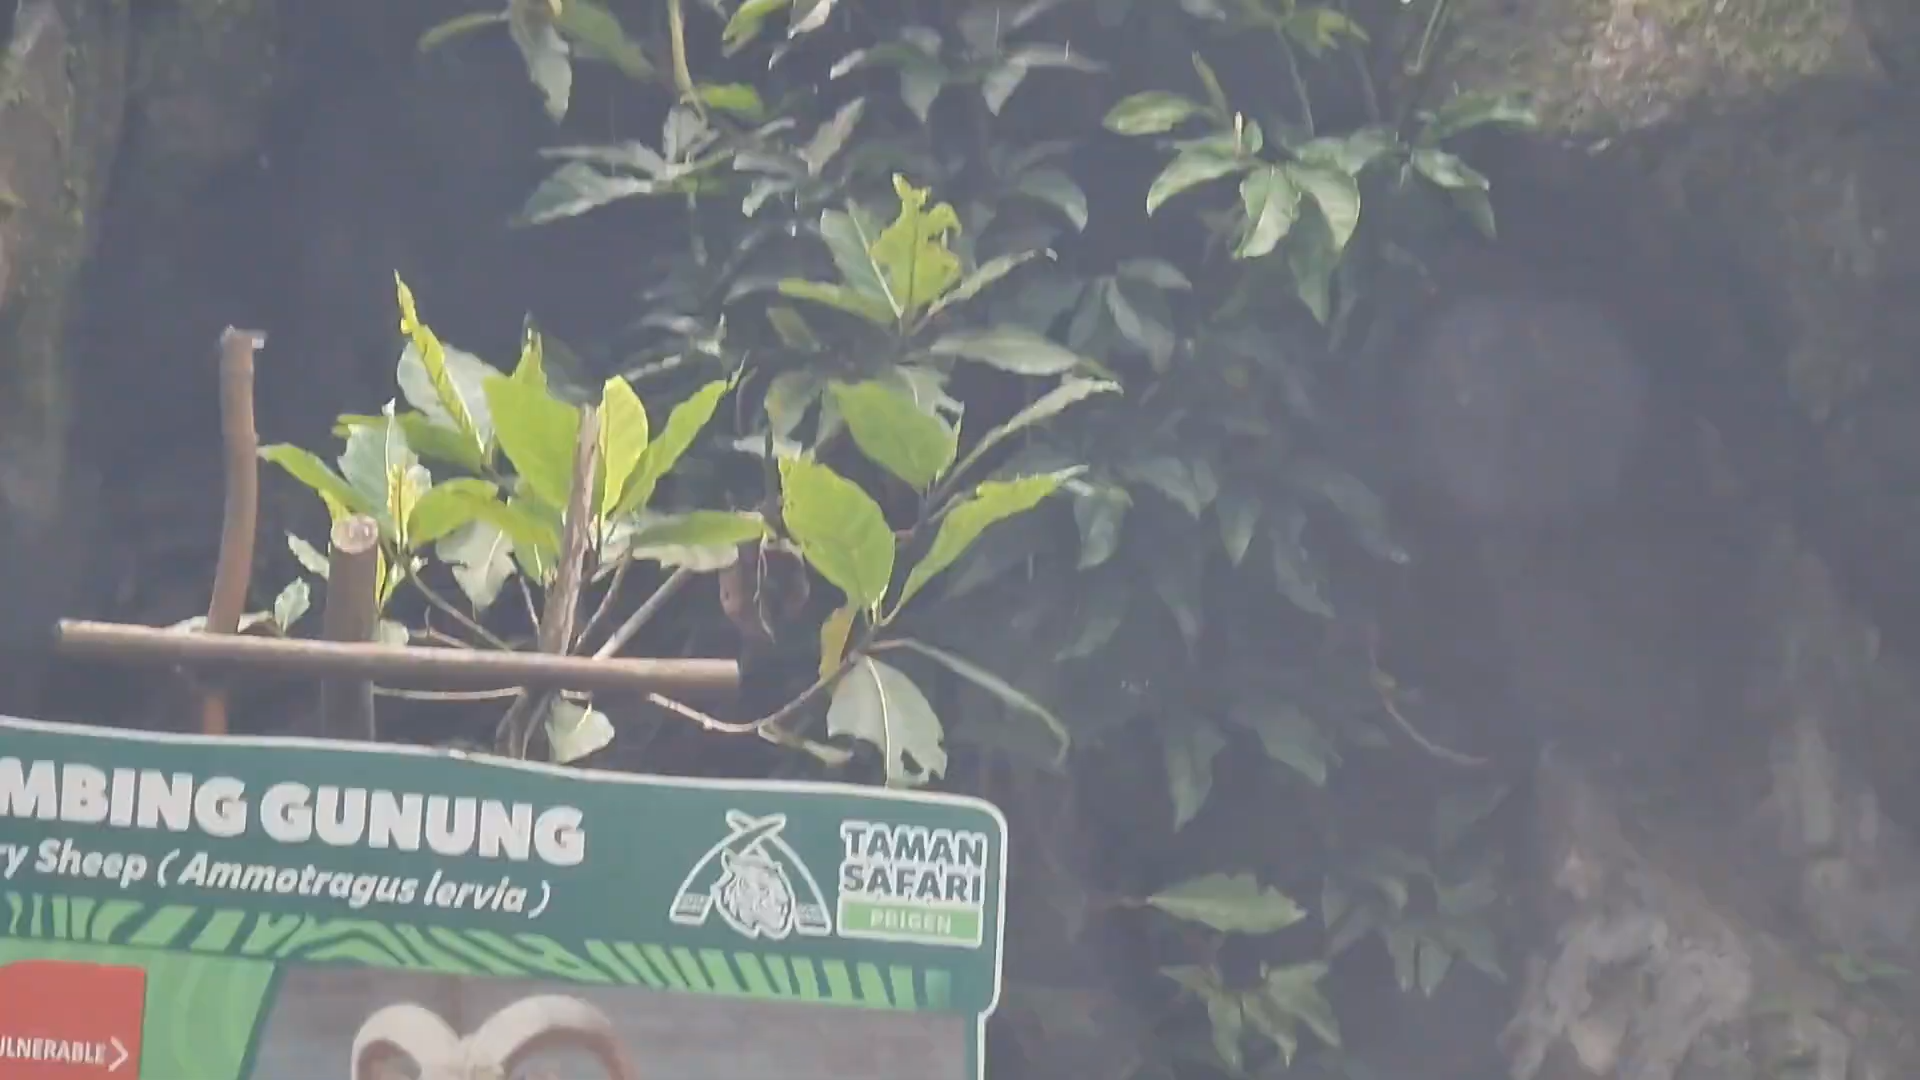 MBING GUNUNG
ry Sheep ( Ammotragus lervia )
TAMAN
SAFARI
PRIGEN
ULNERABLE